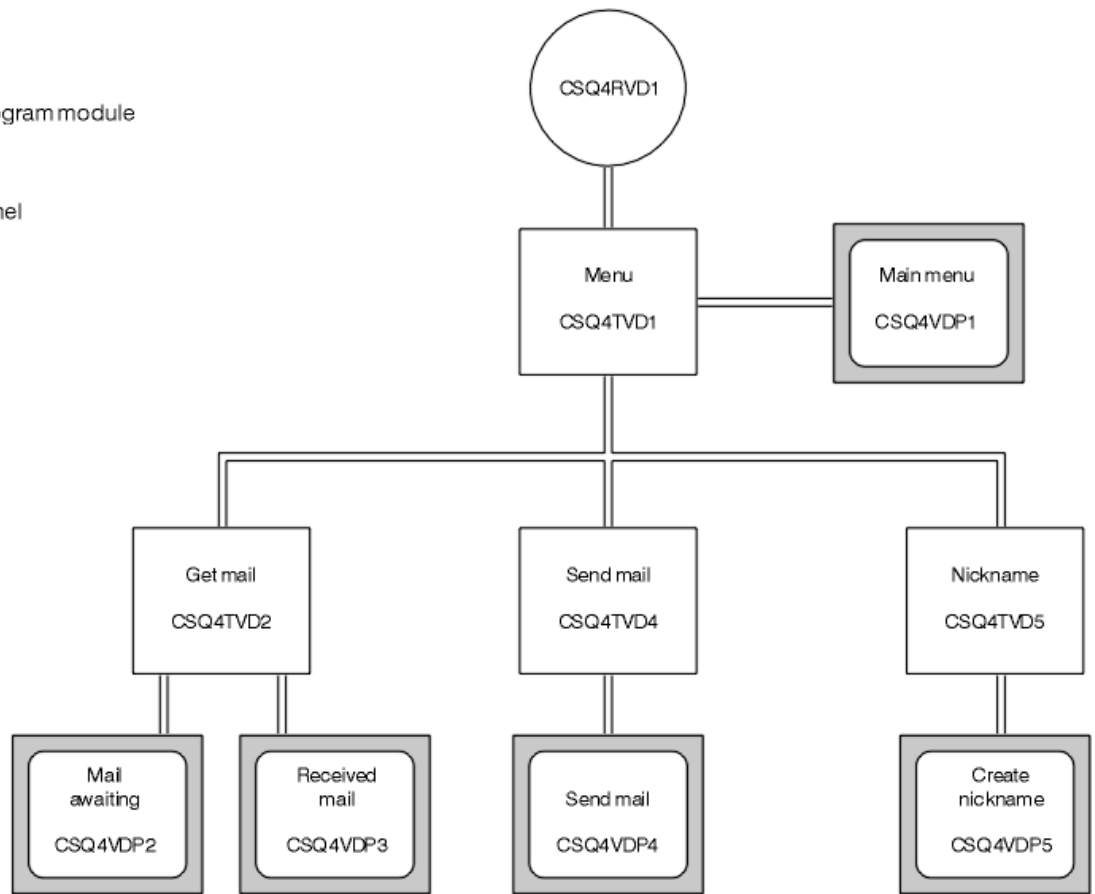 CSQ4RVD1
gram module
Menu
CSQ4TVD1
Main menu
CSQ4VDP1
Get mail
CSQ4TVD2
Send mail
CSQ4TVD4
Nickname
CSQ4TVD5
Mail
awaiting
CSQ4VDP2
Received
mail
CSQ4VDP3
Send mail
CSQ4VDP4
Create
nickname
CSQ4VDP5